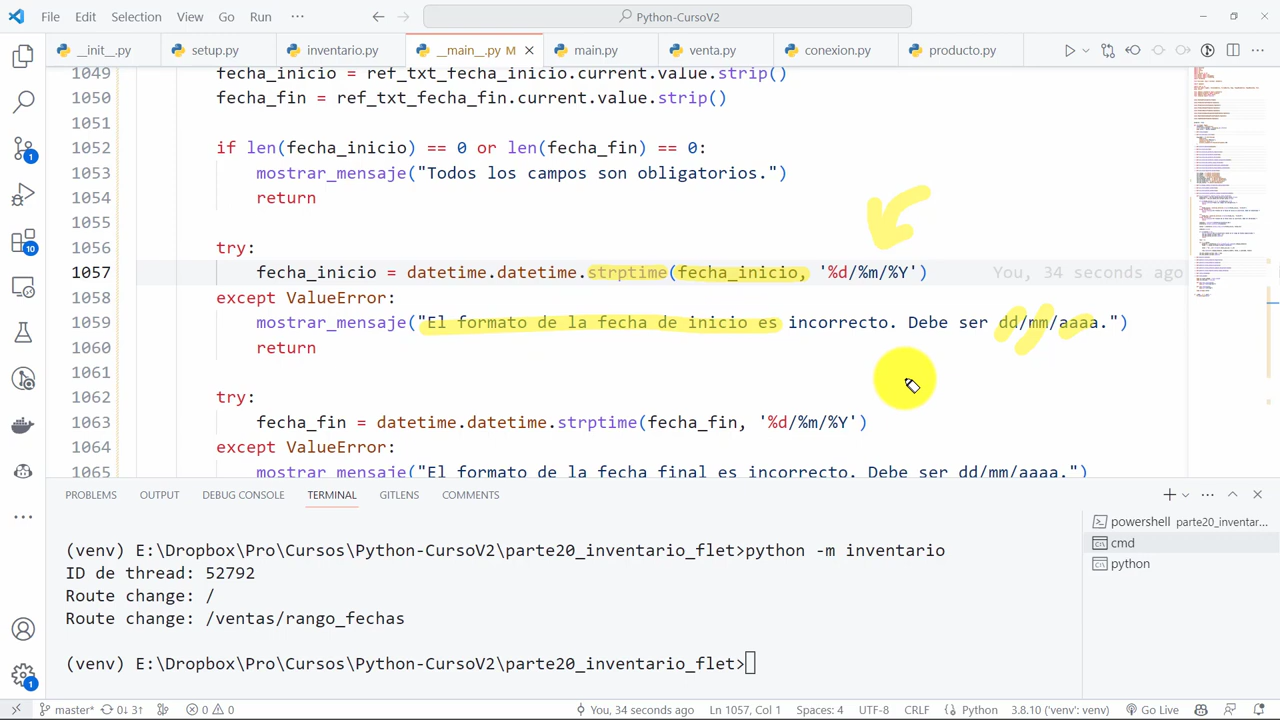 File Edit Selection View Go Run ··· Python-CursoV2
__init__.py setup.py inventario.py __main__.py M main.py venta.py conexion.py producto.py
1049 fecha_inicio = ref_txt_fecha_inicio.current.value.strip()
1050 fecha_fin = ref_txt_fecha_fin.current.value.strip()
1051
1052 if len(fecha_inicio) == 0 or len(fecha_fin) == 0:
1053 mostrar_mensaje("Todos los campos son obligatorios
1054 return
1055
1056 try:
1057 fecha_inicio = datetime.datetime.strptime(fecha_inicio, '%d/%m/%Y') You,
1058 except ValueError:
1059 mostrar_mensaje("El formato de la fecha de inicio es incorrecto. Debe ser dd/mm/aaaa.")
1060 return
1061
1062 try:
1063 fecha_fin = datetime.datetime.strptime(fecha_fin, '%d/%m/%Y')
1064 except ValueError:
1065 mostrar_mensaje("El formato de la fecha final es incorrecto. Debe ser dd/mm/aaaa.")
PROBLEMS OUTPUT DEBUG CONSOLE TERMINAL GITLENS COMMENTS
(venv) E:\Dropbox\Pro\Cursos\Python-CursoV2\parte20_inventario_flet>python -m inventario
ID de thread: 52792
Route change: /
Route change: /ventas/rango_fechas
(venv) E:\Dropbox\Pro\Cursos\Python-CursoV2\parte20_inventario_flet>
powershell parte20_inventar...
cmd
python
1
10
1
master* 0↓ 3↑ 0 0 You, 34 seconds ago Ln 1057, Col 1 Spaces: 4 UTF-8 CRLF Python 3.8.10 ('venv': venv) Go Live